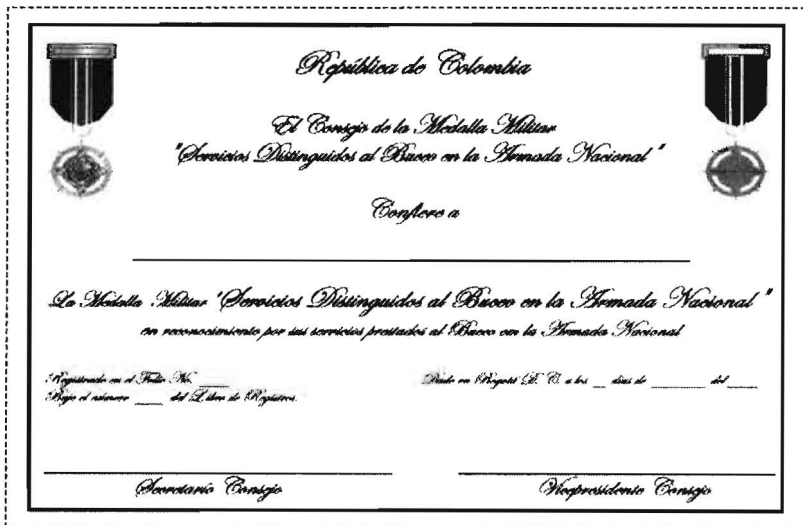 República de Colombia
El Consejo de la Medalla Militar
"Servicios Distinguidos al Buceo en la Armada Nacional"
Confiere a
La Medalla Militar "Servicios Distinguidos al Buceo en la Armada Nacional"
en reconocimiento por sus servicios prestados al Buceo en la Armada Nacional
Registrado en el Folio No. ____
Bajo el número ____ del Libro de Registros.
Dado en Bogotá D. C. a los __ días de ________ del ____
Secretario Consejo
Vicepresidente Consejo